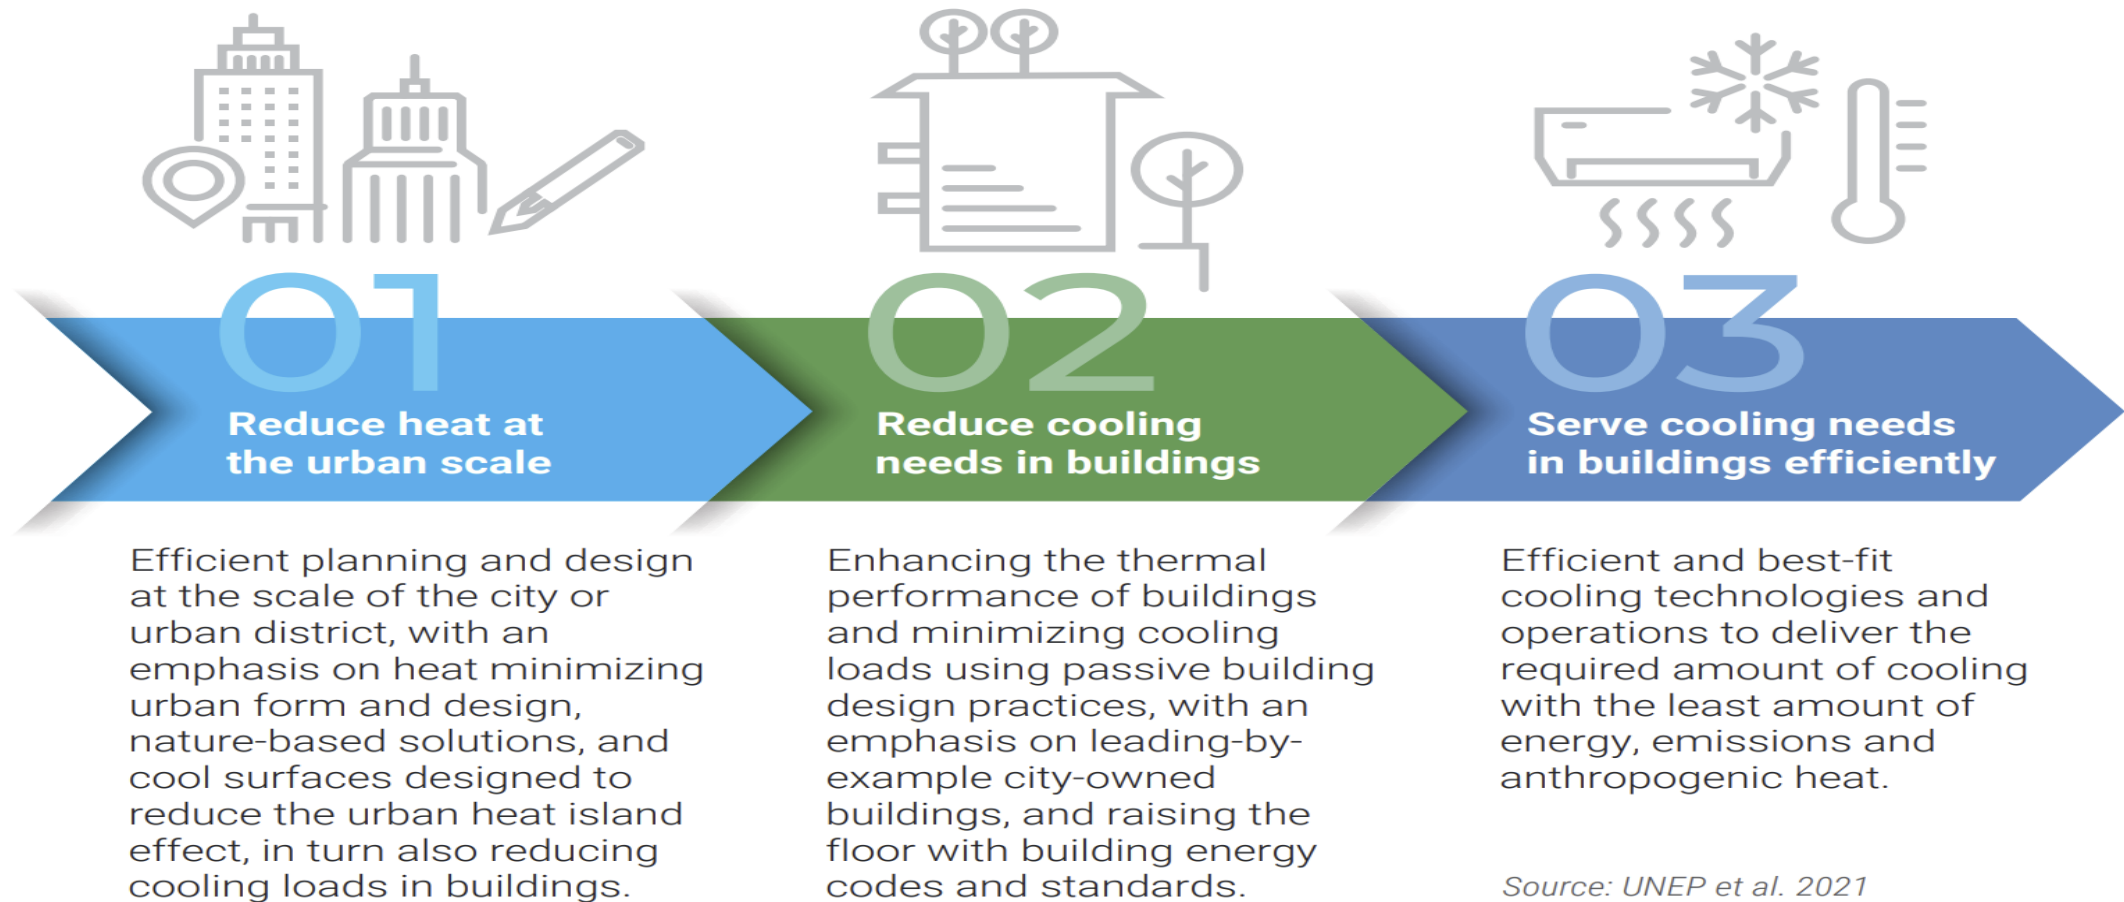 01
Reduce heat at
the urban scale
Efficient planning and design
at the scale of the city or
urban district, with an
emphasis on heat minimizing
urban form and design,
nature-based solutions, and
cool surfaces designed to
reduce the urban heat island
effect, in turn also reducing
cooling loads in buildings.
02
Reduce cooling
needs in buildings
Enhancing the thermal
performance of buildings
and minimizing cooling
loads using passive building
design practices, with an
emphasis on leading-by-
example city-owned
buildings, and raising the
floor with building energy
codes and standards.
03
Serve cooling needs
in buildings efficiently
Efficient and best-fit
cooling technologies and
operations to deliver the
required amount of cooling
with the least amount of
energy, emissions and
anthropogenic heat.
Source: UNEP et al. 2021